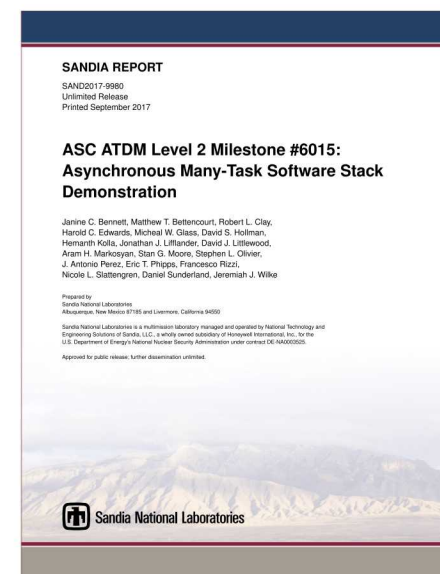 SANDIA REPORT
SAND2017-9980
Unlimited Release
Printed September 2017
ASC ATDM Level 2 Milestone #6015:
Asynchronous Many-Task Software Stack
Demonstration
Janine C. Bennett, Matthew T. Bettencourt, Robert L. Clay,
Harold C. Edwards, Micheal W. Glass, David S. Hollman,
Hemanth Kolla, Jonathan J. Lifflander, David J. Littlewood,
Aram H. Markosyan, Stan G. Moore, Stephen L. Olivier,
J. Antonio Perez, Eric T. Phipps, Francesco Rizzi,
Nicole L. Slattengren, Daniel Sunderland, Jeremiah J. Wilke
Prepared by
Sandia National Laboratories
Albuquerque, New Mexico 87185 and Livermore, California 94550
Sandia National Laboratories is a multimission laboratory managed and operated by National Technology and
Engineering Solutions of Sandia, LLC., a wholly owned subsidiary of Honeywell International, Inc., for the
U.S. Department of Energy's National Nuclear Security Administration under contract DE-NA0003525.
Approved for public release; further dissemination unlimited.
Sandia National Laboratories